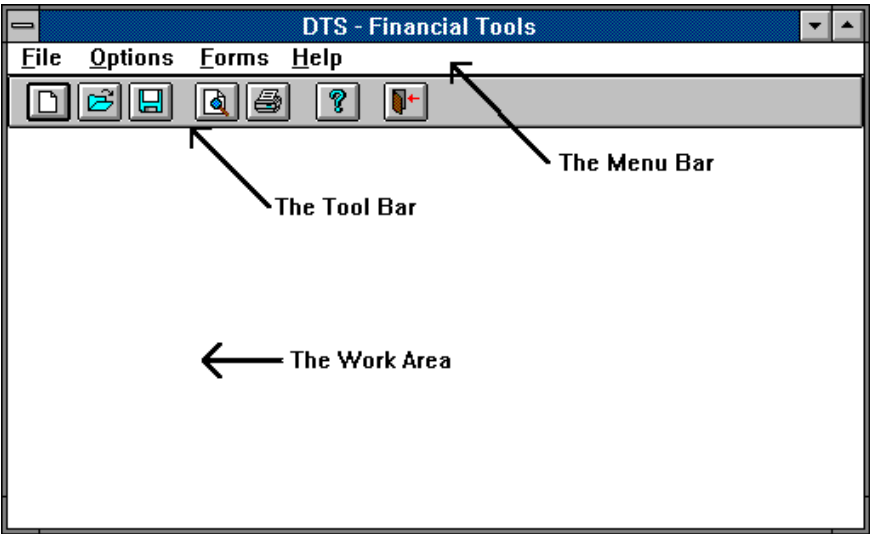 DTS - Financial Tools
File Options Forms Help
The Menu Bar
The Tool Bar
The Work Area